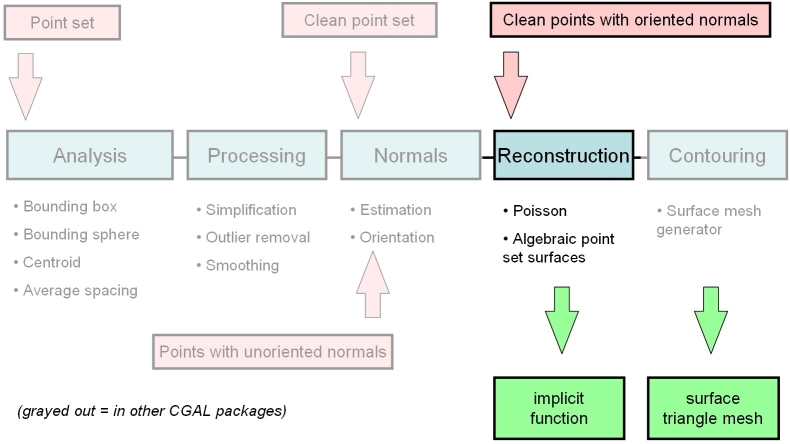 Point set
Clean point set
Clean points with oriented normals
Analysis
Processing
Normals
Reconstruction
Contouring
• Bounding box
• Bounding sphere
• Centroid
• Average spacing
• Simplification
• Outlier removal
• Smoothing
• Estimation
• Orientation
• Poisson
• Algebraic point
set surfaces
• Surface mesh
generator
Points with unoriented normals
(grayed out = in other CGAL packages)
implicit
function
surface
triangle mesh